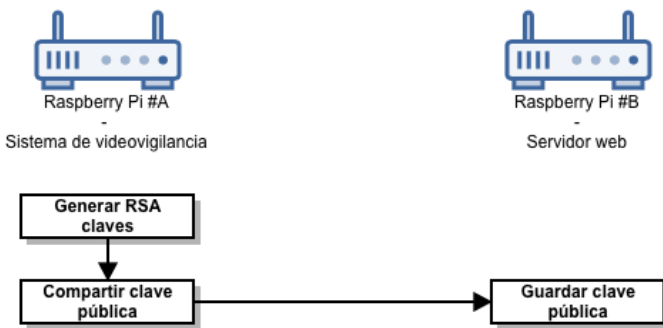 Raspberry Pi #A
-
Sistema de videovigilancia
Raspberry Pi #B
-
Servidor web
Generar RSA
claves
Compartir clave
pública
Guardar clave
pública